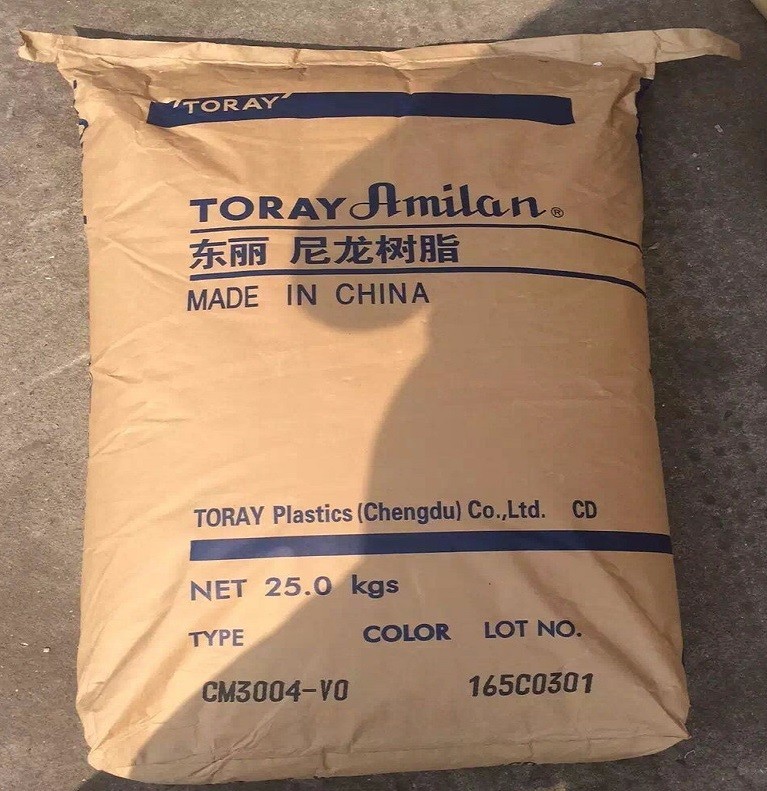 TORAY
TORAY Amilan®
东丽 尼龙树脂
MADE IN CHINA
TORAY Plastics (Chengdu) Co.,Ltd. CD
NET 25.0 kgs
TYPE COLOR LOT NO.
CM3004-V0 165C0301